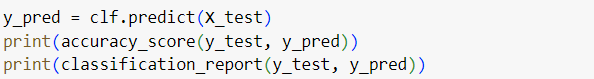 y_pred = clf.predict(X_test)
print(accuracy_score(y_test, y_pred))
print(classification_report(y_test, y_pred))